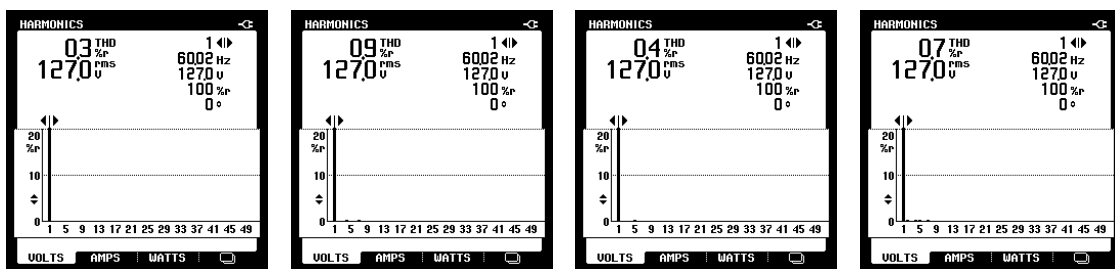 HARMONICS
0.3 THD %r
127.0 rms V
1
60.02 Hz
127.0 V
100 %r
0 °
20
%r
10
0
1 5 9 13 17 21 25 29 33 37 41 45 49
VOLTS AMPS WATTS
HARMONICS
0.9 THD %r
127.0 rms V
1
60.02 Hz
127.0 V
100 %r
0 °
20
%r
10
0
1 5 9 13 17 21 25 29 33 37 41 45 49
VOLTS AMPS WATTS
HARMONICS
0.4 THD %r
127.0 rms V
1
60.02 Hz
127.0 V
100 %r
0 °
20
%r
10
0
1 5 9 13 17 21 25 29 33 37 41 45 49
VOLTS AMPS WATTS
HARMONICS
0.7 THD %r
127.0 rms V
1
60.02 Hz
127.0 V
100 %r
0 °
20
%r
10
0
1 5 9 13 17 21 25 29 33 37 41 45 49
VOLTS AMPS WATTS